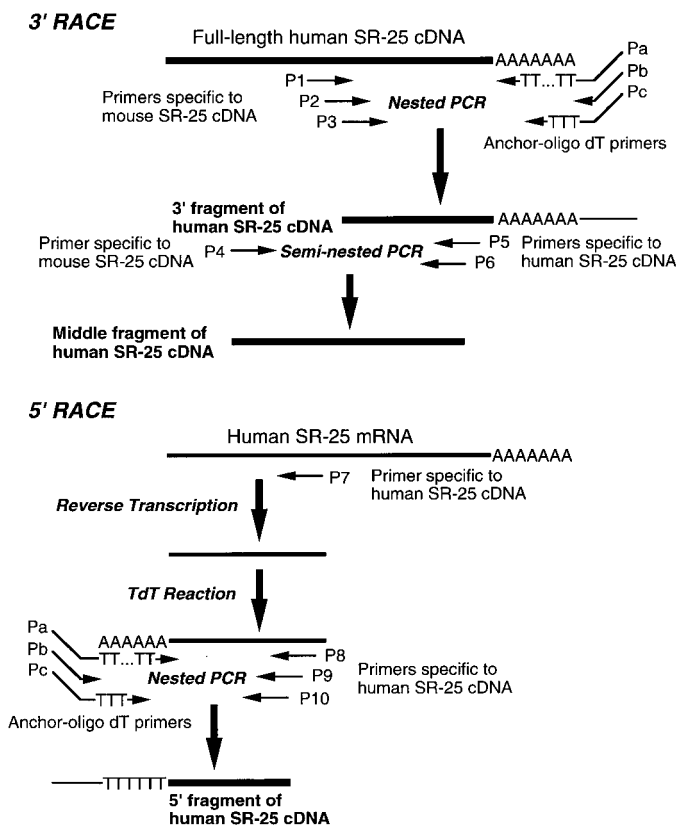 3' RACE
Full-length human SR-25 cDNA
AAAAAAA
Pa
P1
TT...TT
Pb
Primers specific to
mouse SR-25 cDNA
P2
Nested PCR
Pc
P3
TTT
Anchor-oligo dT primers
3' fragment of
human SR-25 cDNA
AAAAAAA
Primer specific to
mouse SR-25 cDNA
P4
Semi-nested PCR
P5
P6
Primers specific to
human SR-25 cDNA
Middle fragment of
human SR-25 cDNA
5' RACE
Human SR-25 mRNA
AAAAAAA
P7
Primer specific to
human SR-25 cDNA
Reverse Transcription
TdT Reaction
Pa
AAAAAA
TT...TT
P8
Pb
Nested PCR
P9
Primers specific to
human SR-25 cDNA
Pc
TTT
P10
Anchor-oligo dT primers
TTTTTT
5' fragment of
human SR-25 cDNA